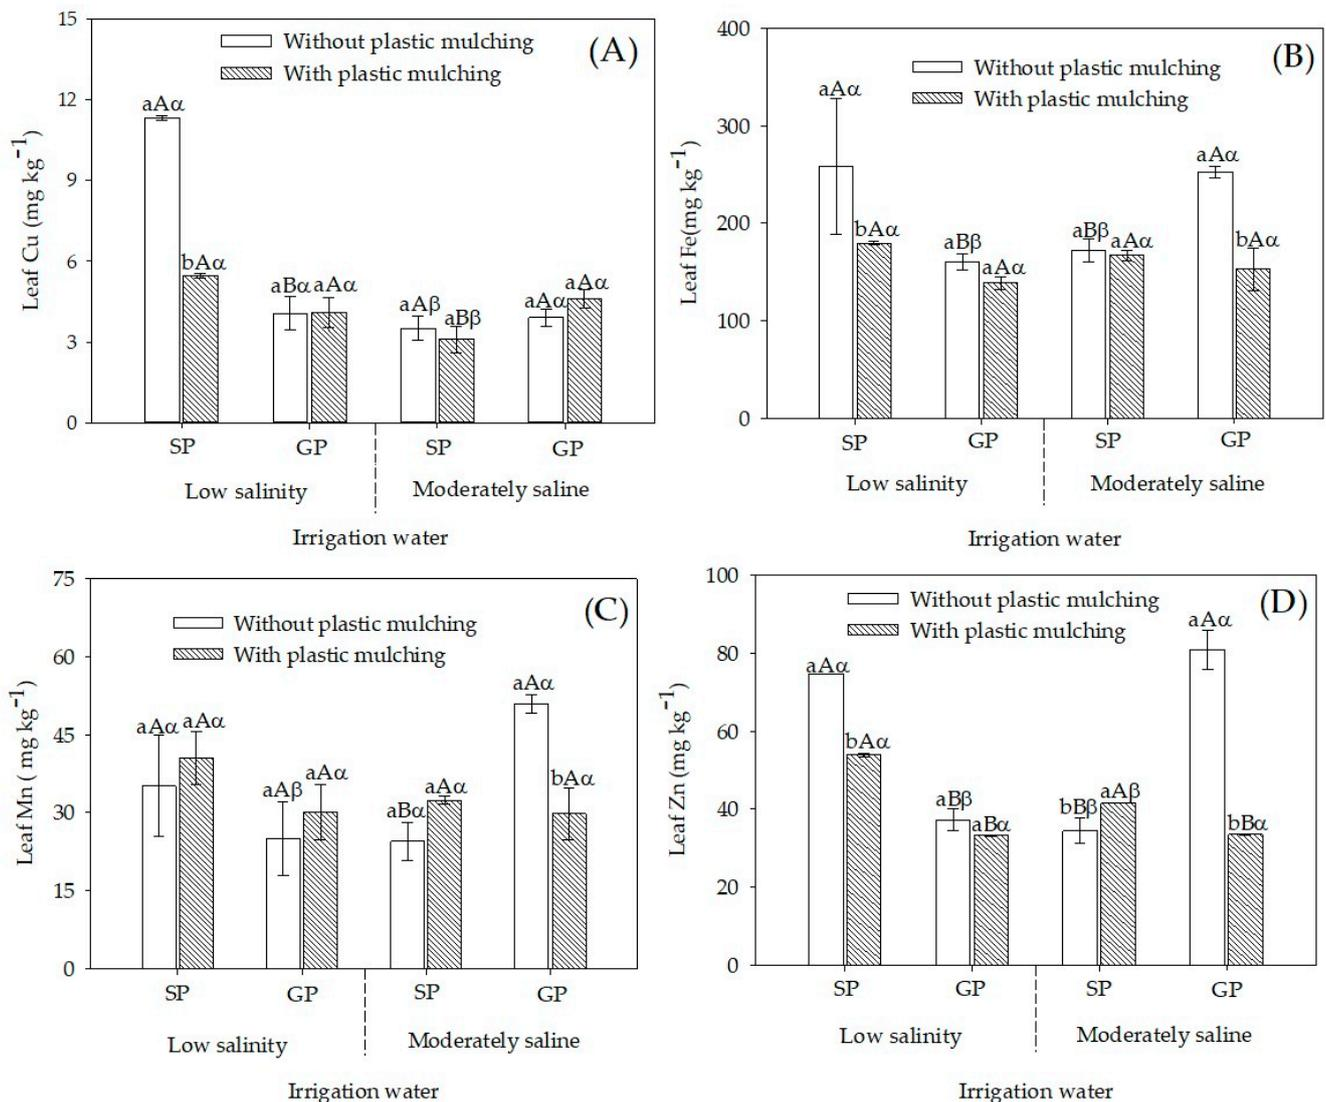 15
12
9
6
3
0
Leaf Cu (mg kg⁻¹)
Without plastic mulching
With plastic mulching
(A)
aAα
bAα
aBα
aAα
aAβ
aBβ
aAα
aAα
SP
GP
SP
GP
Low salinity
Moderately saline
Irrigation water
400
300
200
100
0
Leaf Fe(mg kg⁻¹)
Without plastic mulching
With plastic mulching
(B)
aAα
bAα
aBβ
aAα
aBβ
aAα
aAα
bAα
SP
GP
SP
GP
Low salinity
Moderately saline
Irrigation water
75
60
45
30
15
0
Leaf Mn ( mg kg⁻¹)
Without plastic mulching
With plastic mulching
(C)
aAα
aAα
aAβ
aAα
aBα
aAα
aAα
bAα
SP
GP
SP
GP
Low salinity
Moderately saline
Irrigation water
100
80
60
40
20
0
Leaf Zn (mg kg⁻¹)
Without plastic mulching
With plastic mulching
(D)
aAα
bAα
aBβ
aBα
bBβ
aAβ
aAα
bBα
SP
GP
SP
GP
Low salinity
Moderately saline
Irrigation water